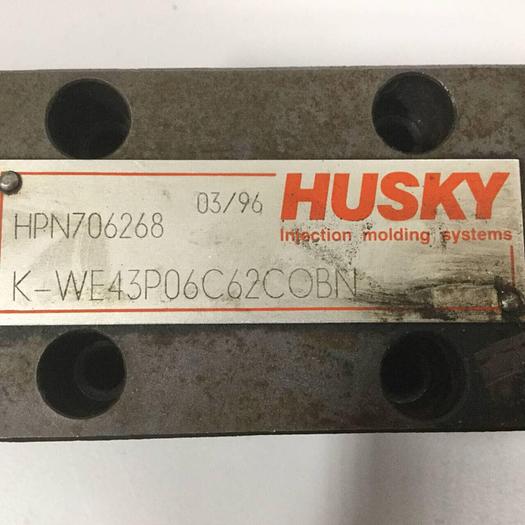 03/96 HUSKY
HPN706268
Injection molding systems
K-WE43P06C62COBN